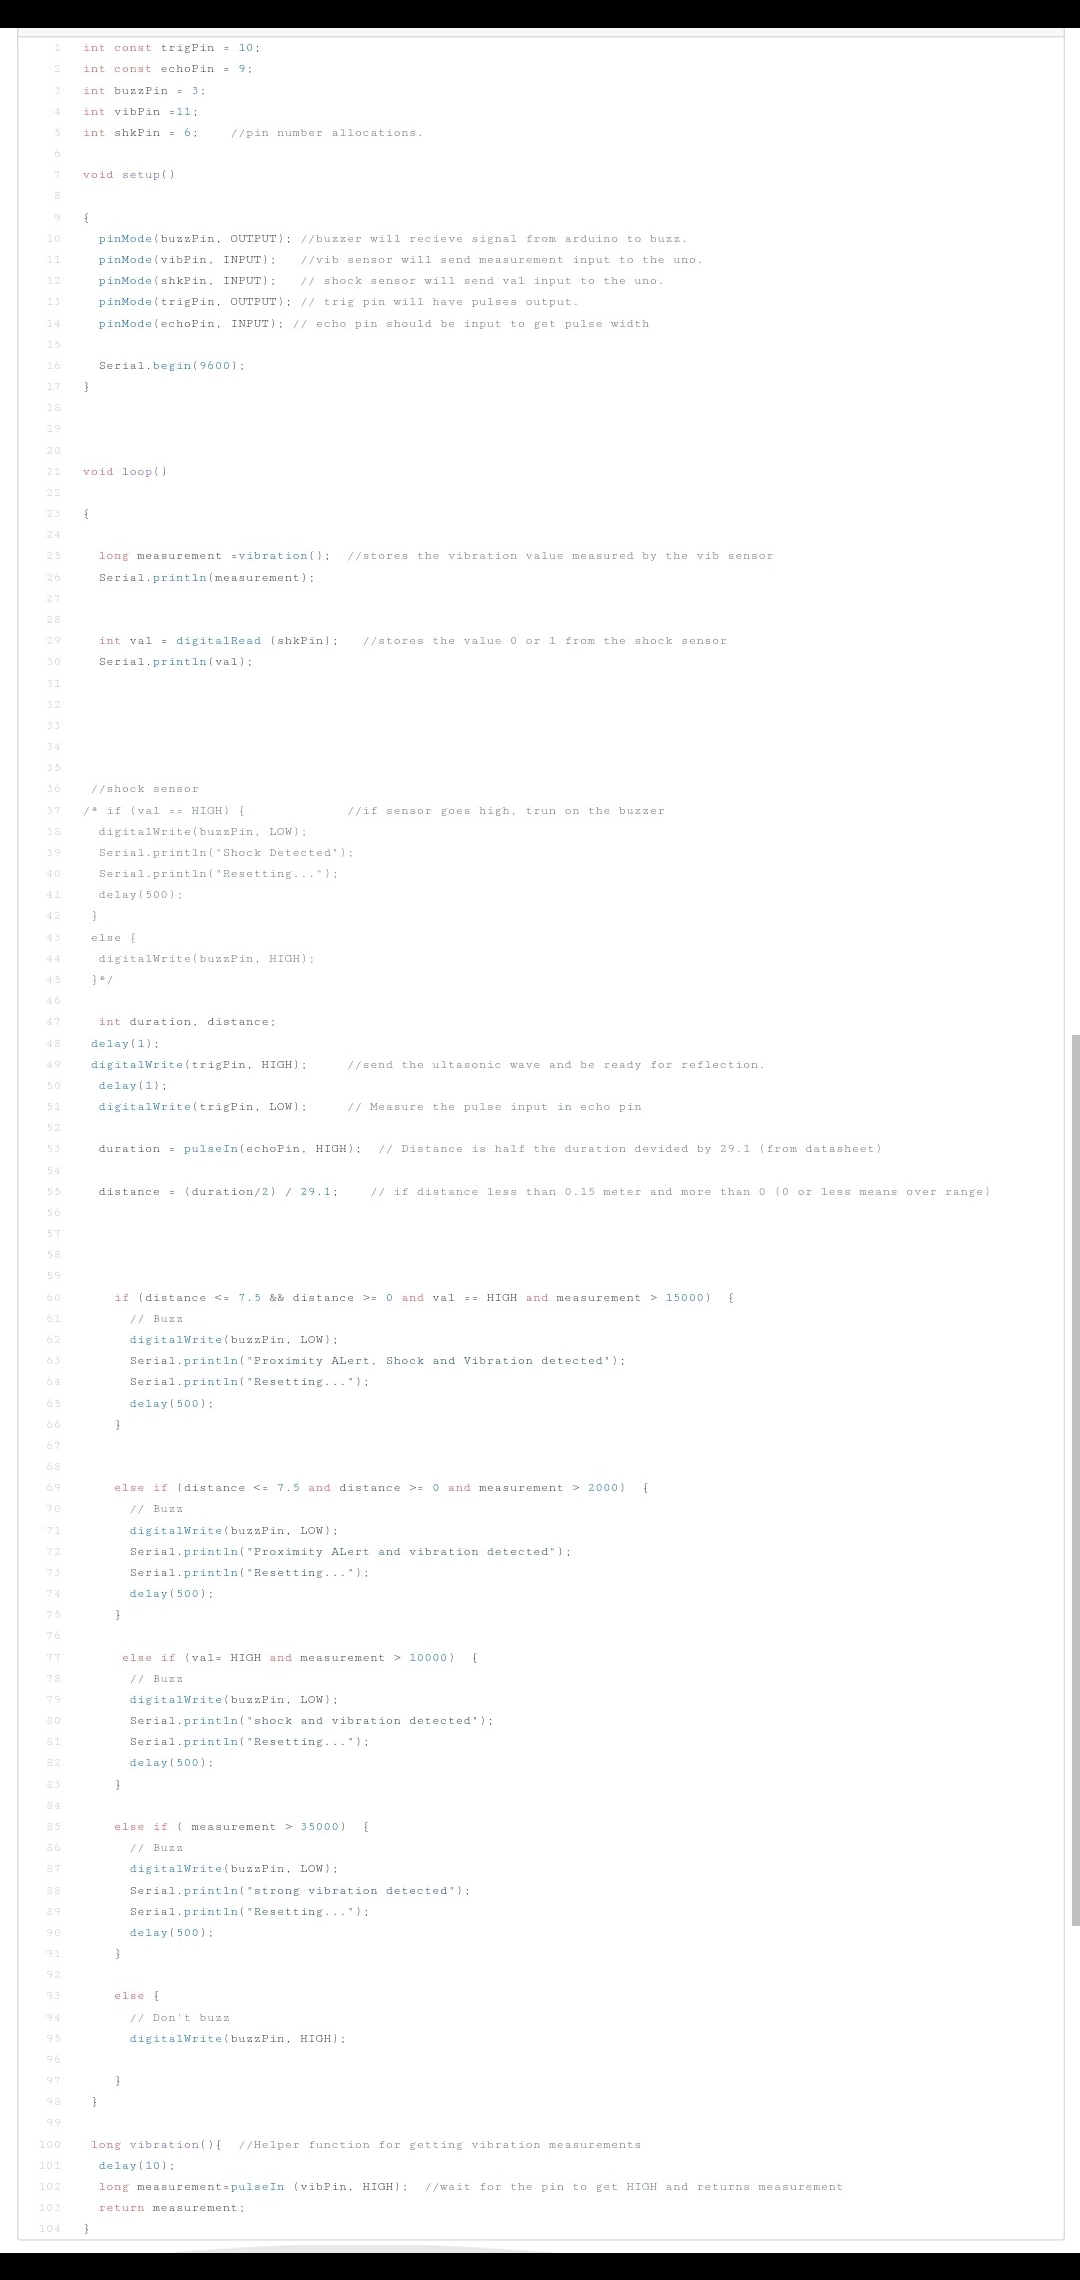 1 int const trigPin = 10;
2 int const echoPin = 9;
3 int buzzPin = 3;
4 int vibPin =11;
5 int shkPin = 6;    //pin number allocations.
6
7 void setup()
8
9 {
10   pinMode(buzzPin, OUTPUT); //buzzer will recieve signal from arduino to buzz.
11   pinMode(vibPin, INPUT);   //vib sensor will send measurement input to the uno.
12   pinMode(shkPin, INPUT);   // shock sensor will send val input to the uno.
13   pinMode(trigPin, OUTPUT); // trig pin will have pulses output.
14   pinMode(echoPin, INPUT); // echo pin should be input to get pulse width
15
16   Serial.begin(9600);
17 }
18
19
20
21 void loop()
22
23 {
24
25   long measurement =vibration();  //stores the vibration value measured by the vib sensor
26   Serial.println(measurement);
27
28
29   int val = digitalRead (shkPin);   //stores the value 0 or 1 from the shock sensor
30   Serial.println(val);
31
32
33
34
35
36  //shock sensor
37 /* if (val == HIGH) {             //if sensor goes high, trun on the buzzer
38   digitalWrite(buzzPin, LOW);
39   Serial.println("Shock Detected");
40   Serial.println("Resetting...");
41   delay(500);
42  }
43  else {
44   digitalWrite(buzzPin, HIGH);
45  }*/
46
47   int duration, distance;
48  delay(1);
49  digitalWrite(trigPin, HIGH);     //send the ultasonic wave and be ready for reflection.
50   delay(1);
51   digitalWrite(trigPin, LOW);     // Measure the pulse input in echo pin
52
53   duration = pulseIn(echoPin, HIGH);  // Distance is half the duration devided by 29.1 (from datasheet)
54
55   distance = (duration/2) / 29.1;    // if distance less than 0.15 meter and more than 0 (0 or less means over range)
56
57
58
59
60     if (distance <= 7.5 && distance >= 0 and val == HIGH and measurement > 15000)  {
61       // Buzz
62       digitalWrite(buzzPin, LOW);
63       Serial.println("Proximity ALert, Shock and Vibration detected");
64       Serial.println("Resetting...");
65       delay(500);
66     }
67
68
69     else if (distance <= 7.5 and distance >= 0 and measurement > 2000)  {
70       // Buzz
71       digitalWrite(buzzPin, LOW);
72       Serial.println("Proximity ALert and vibration detected");
73       Serial.println("Resetting...");
74       delay(500);
75     }
76
77      else if (val= HIGH and measurement > 10000)  {
78       // Buzz
79       digitalWrite(buzzPin, LOW);
80       Serial.println("shock and vibration detected");
81       Serial.println("Resetting...");
82       delay(500);
83     }
84
85     else if ( measurement > 35000)  {
86       // Buzz
87       digitalWrite(buzzPin, LOW);
88       Serial.println("strong vibration detected");
89       Serial.println("Resetting...");
90       delay(500);
91     }
92
93     else {
94       // Don't buzz
95       digitalWrite(buzzPin, HIGH);
96
97     }
98  }
99
100  long vibration(){  //Helper function for getting vibration measurements
101   delay(10);
102   long measurement=pulseIn (vibPin, HIGH);  //wait for the pin to get HIGH and returns measurement
103   return measurement;
104 }